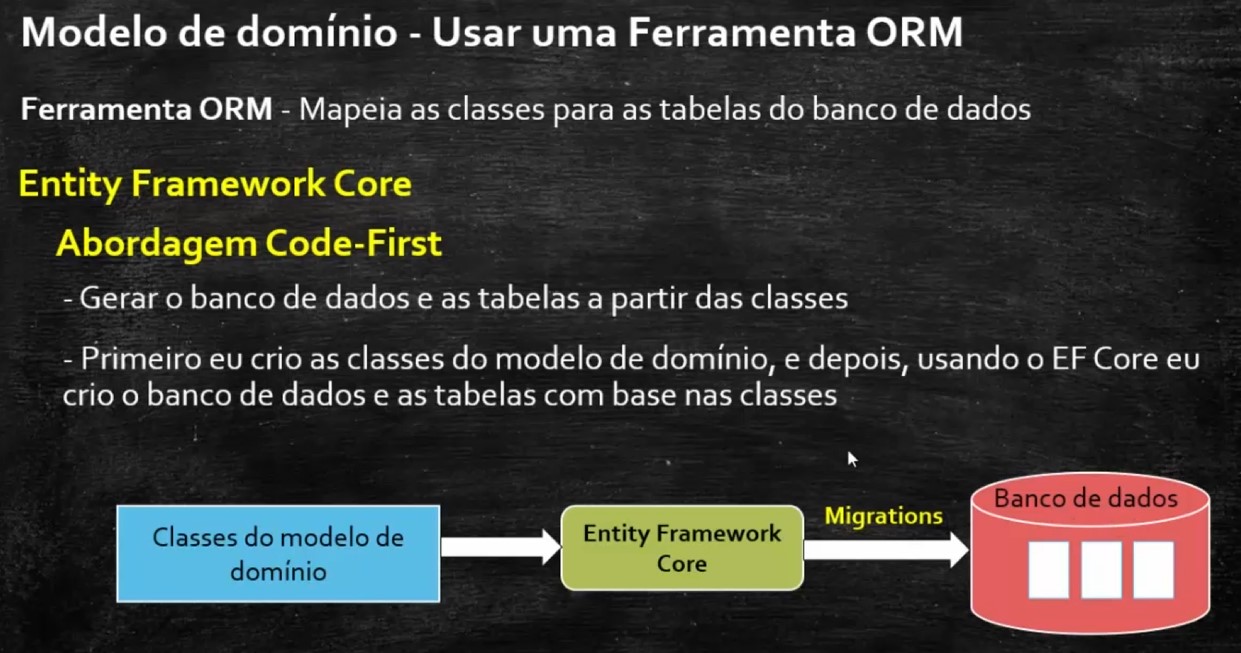 Modelo de domínio - Usar uma Ferramenta ORM
Ferramenta ORM - Mapeia as classes para as tabelas do banco de dados
Entity Framework Core
Abordagem Code-First
- Gerar o banco de dados e as tabelas a partir das classes
- Primeiro eu crio as classes do modelo de domínio, e depois, usando o EF Core eu
crio o banco de dados e as tabelas com base nas classes
Classes do modelo de
domínio
Entity Framework
Core
Migrations
Banco de dados